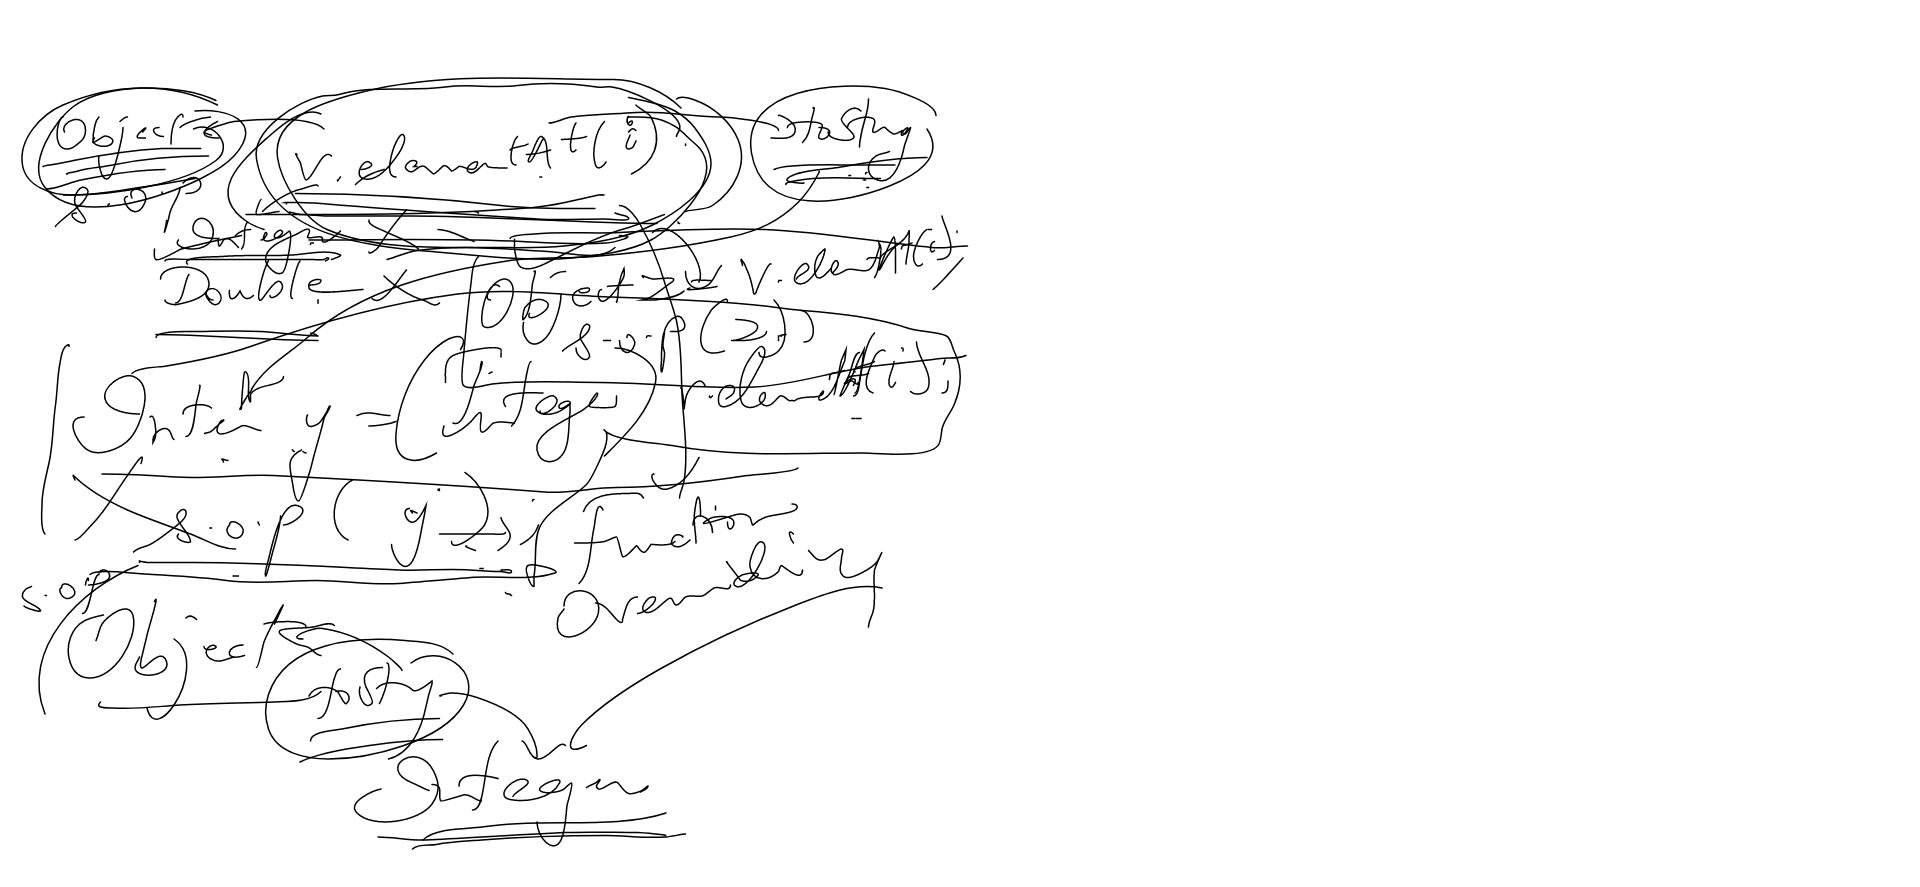 Object v.elementAt(i) toString
s.o.p
Integer
Double Object z = v.elementAt(i);
s.o.p (z))
Integer y = (Integer) v.elementAt(i);
s.o.p (y);
Function
Overriding
s.o.p
Object
toString
Integer